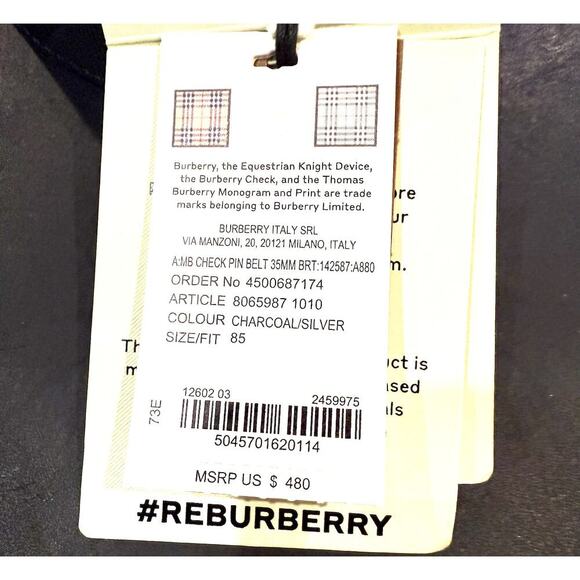 Burberry, the Equestrian Knight Device,
the Burberry Check, and the Thomas
Burberry Monogram and Print are trade
marks belonging to Burberry Limited.
BURBERRY ITALY SRL
VIA MANZONI, 20, 20121 MILANO, ITALY
A:MB CHECK PIN BELT 35MM BRT:142587:A880
ORDER No 4500687174
ARTICLE 8065987 1010
COLOUR CHARCOAL/SILVER
SIZE/FIT 85
73E
12602 03 2459975
5045701620114
MSRP US $ 480
#REBURBERRY